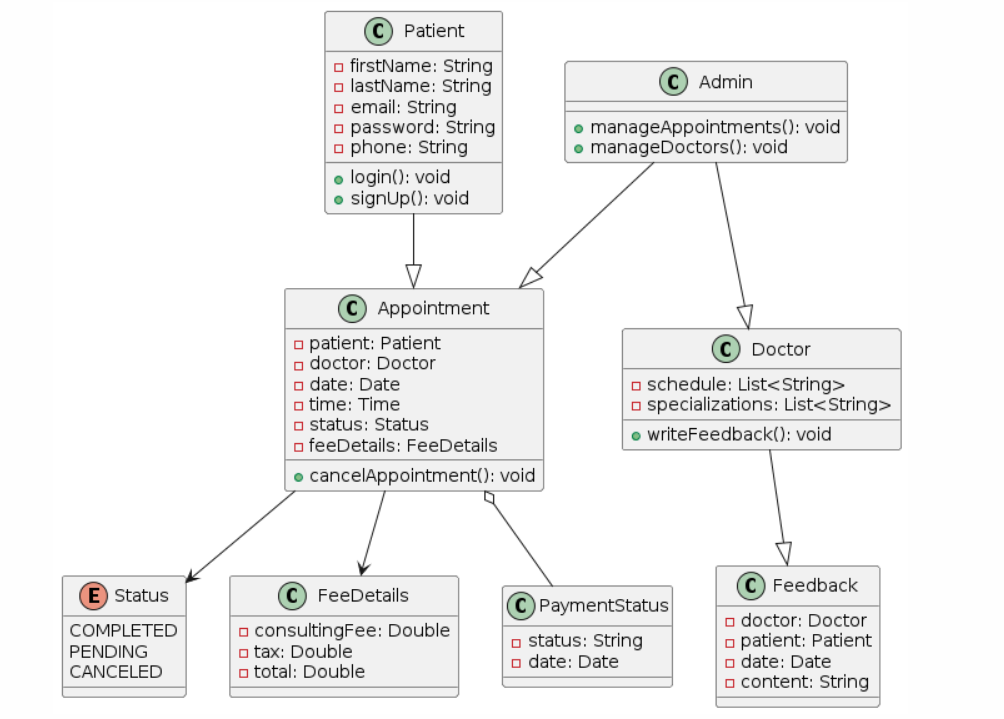 C Patient
firstName: String
lastName: String
email: String
password: String
phone: String
login(): void
signUp(): void
C Admin
manageAppointments(): void
manageDoctors(): void
C Appointment
patient: Patient
doctor: Doctor
date: Date
time: Time
status: Status
feeDetails: FeeDetails
cancelAppointment(): void
C Doctor
schedule: List<String>
specializations: List<String>
writeFeedback(): void
E Status
COMPLETED
PENDING
CANCELED
C FeeDetails
consultingFee: Double
tax: Double
total: Double
C PaymentStatus
status: String
date: Date
C Feedback
doctor: Doctor
patient: Patient
date: Date
content: String